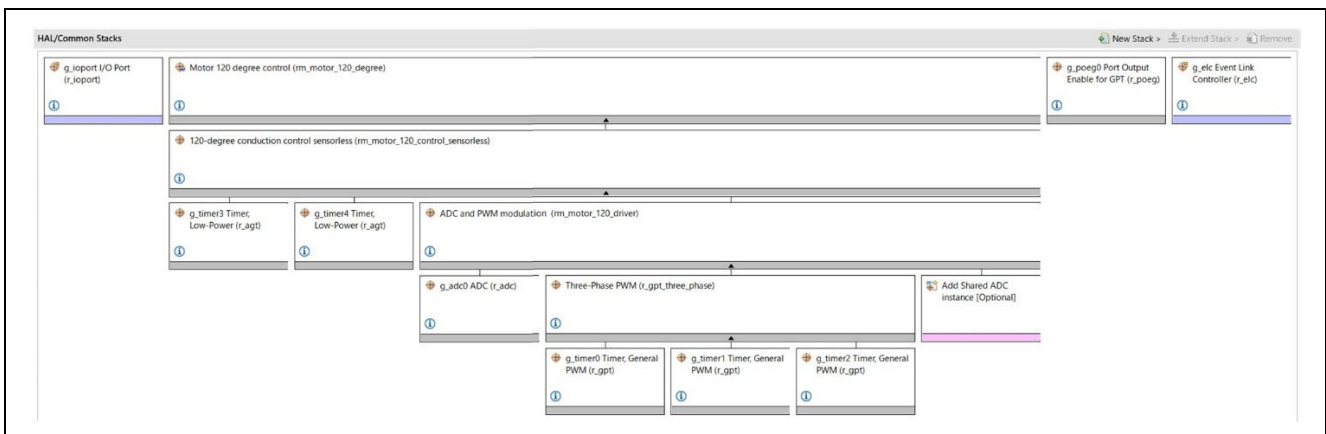 HAL/Common Stacks
New Stack > Extend Stack > Remove
g_ioport I/O Port
(r_ioport)
Motor 120 degree control (rm_motor_120_degree)
g_poeg0 Port Output
Enable for GPT (r_poeg)
g_elc Event Link
Controller (r_elc)
120-degree conduction control sensorless (rm_motor_120_control_sensorless)
g_timer3 Timer,
Low-Power (r_agt)
g_timer4 Timer,
Low-Power (r_agt)
ADC and PWM modulation (rm_motor_120_driver)
g_adc0 ADC (r_adc)
Three-Phase PWM (r_gpt_three_phase)
Add Shared ADC
instance [Optional]
g_timer0 Timer, General
PWM (r_gpt)
g_timer1 Timer, General
PWM (r_gpt)
g_timer2 Timer, General
PWM (r_gpt)